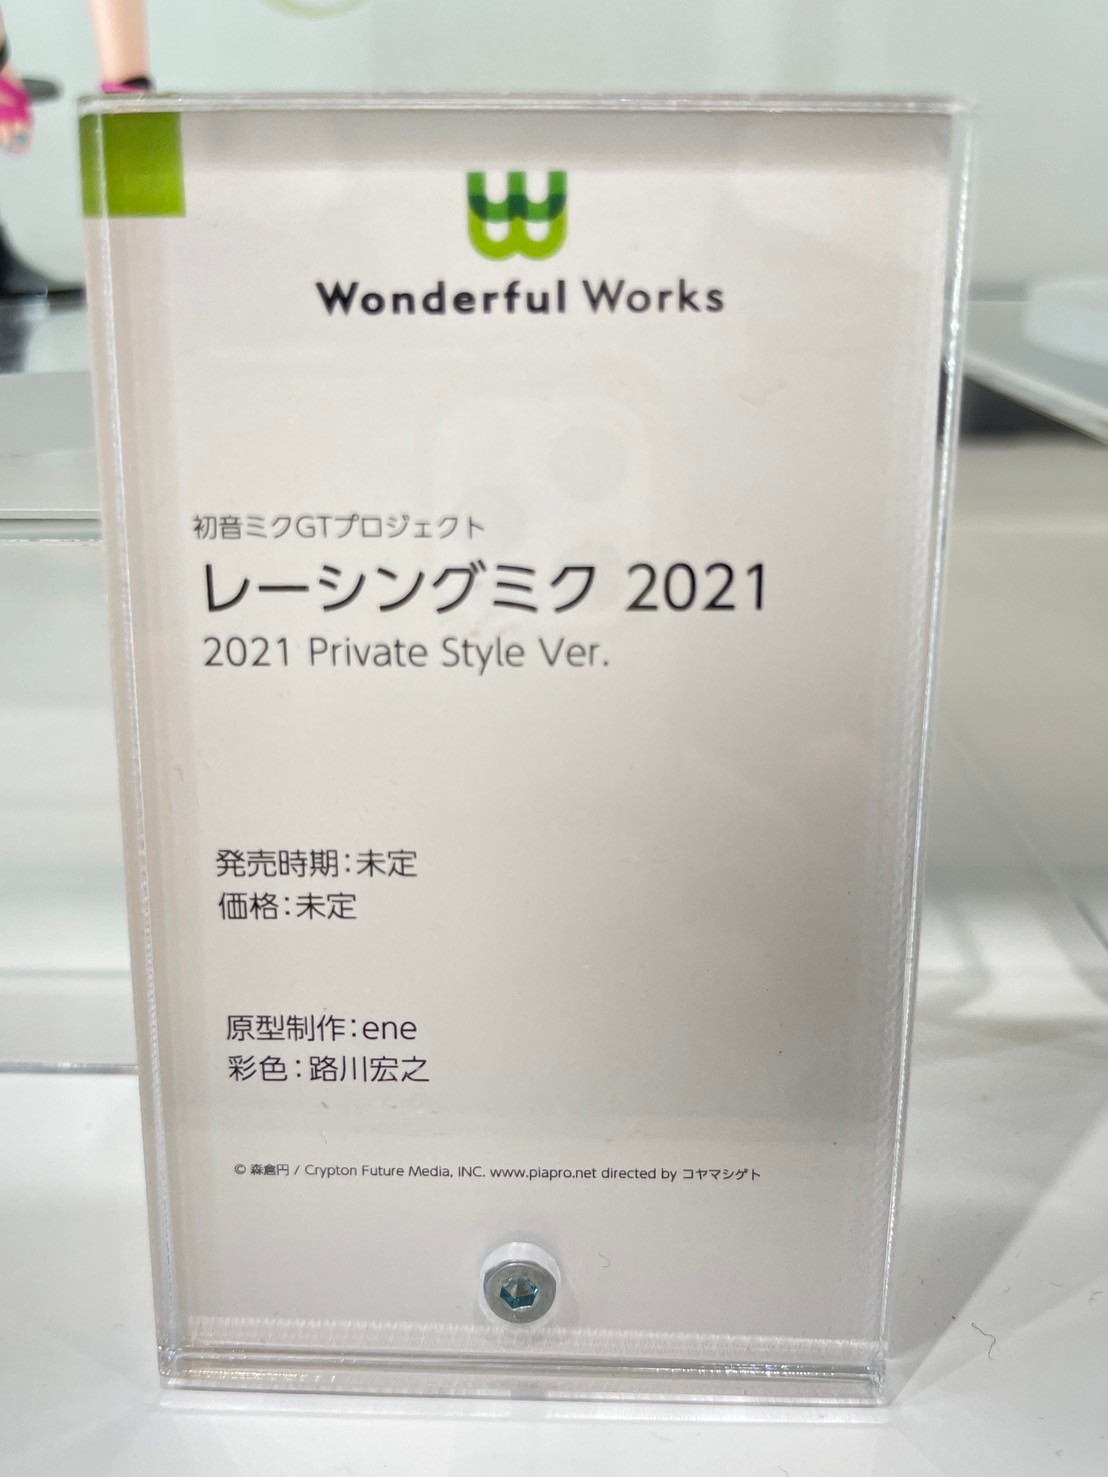 Wonderful Works
初音ミクGTプロジェクト
レーシングミク 2021
2021 Private Style Ver.
発売時期：未定
価格：未定
原型制作：ene
彩色：路川宏之
© 森倉円 / Crypton Future Media, INC. www.piapro.net directed by コヤマシゲト